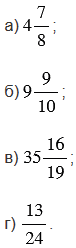 а) 4 7/8 ;
б) 9 9/10 ;
в) 35 16/19 ;
г) 13/24 .